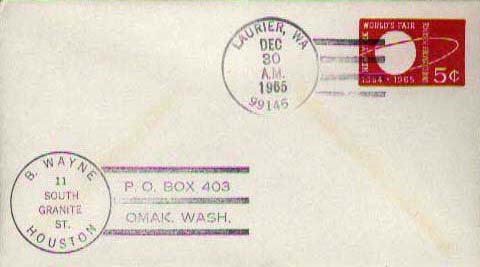 LAURIER, WA
DEC
30
A.M.
1965
99146
WORLD'S FAIR
1964 - 1965
5¢
B. WAYNE
11
SOUTH
GRANITE
ST.
HOUSTON
P. O. BOX 403
OMAK, WASH.